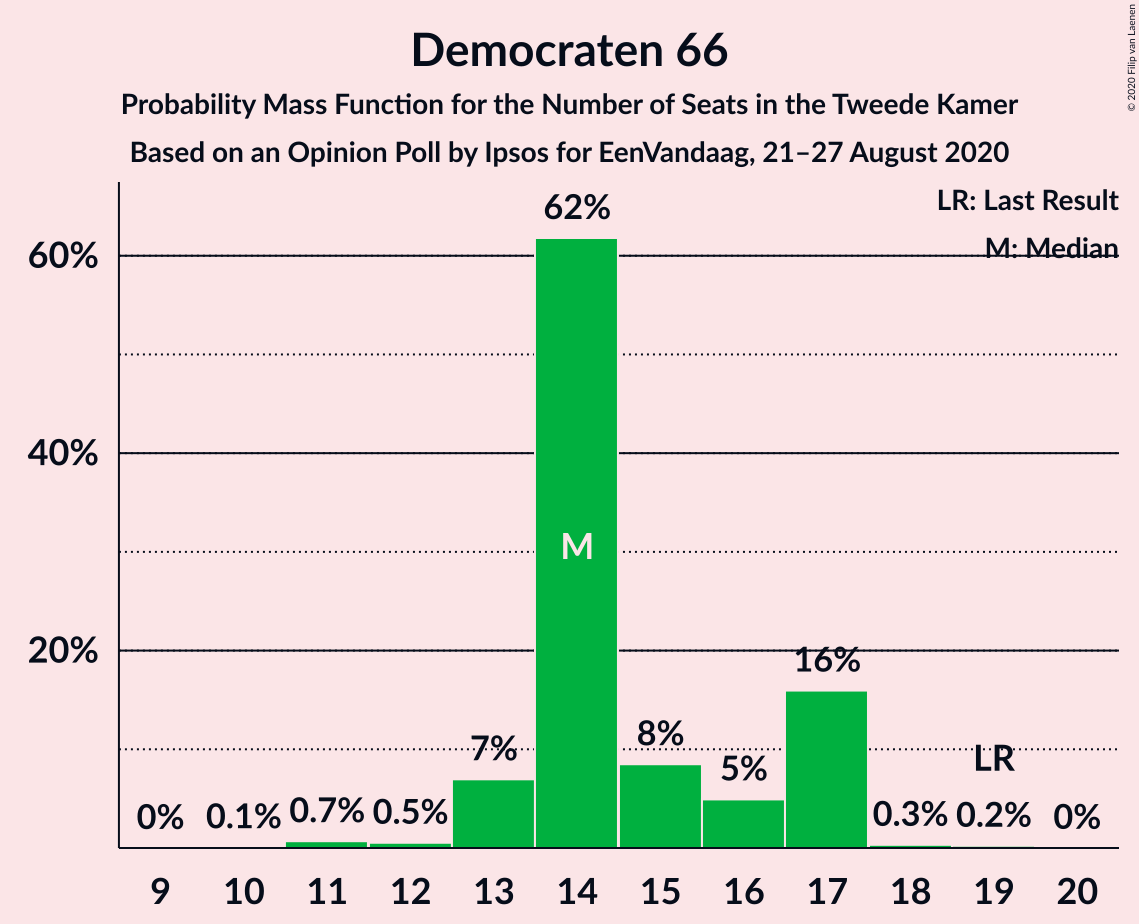 Democraten 66
Probability Mass Function for the Number of Seats in the Tweede Kamer
Based on an Opinion Poll by Ipsos for EenVandaag, 21–27 August 2020
© 2020 Filip van Laenen
LR: Last Result
M: Median
60%
40%
20%
0%
0.1%
0.7%
0.5%
7%
62%
M
8%
5%
16%
0.3%
LR
0.2%
0%
9 10 11 12 13 14 15 16 17 18 19 20